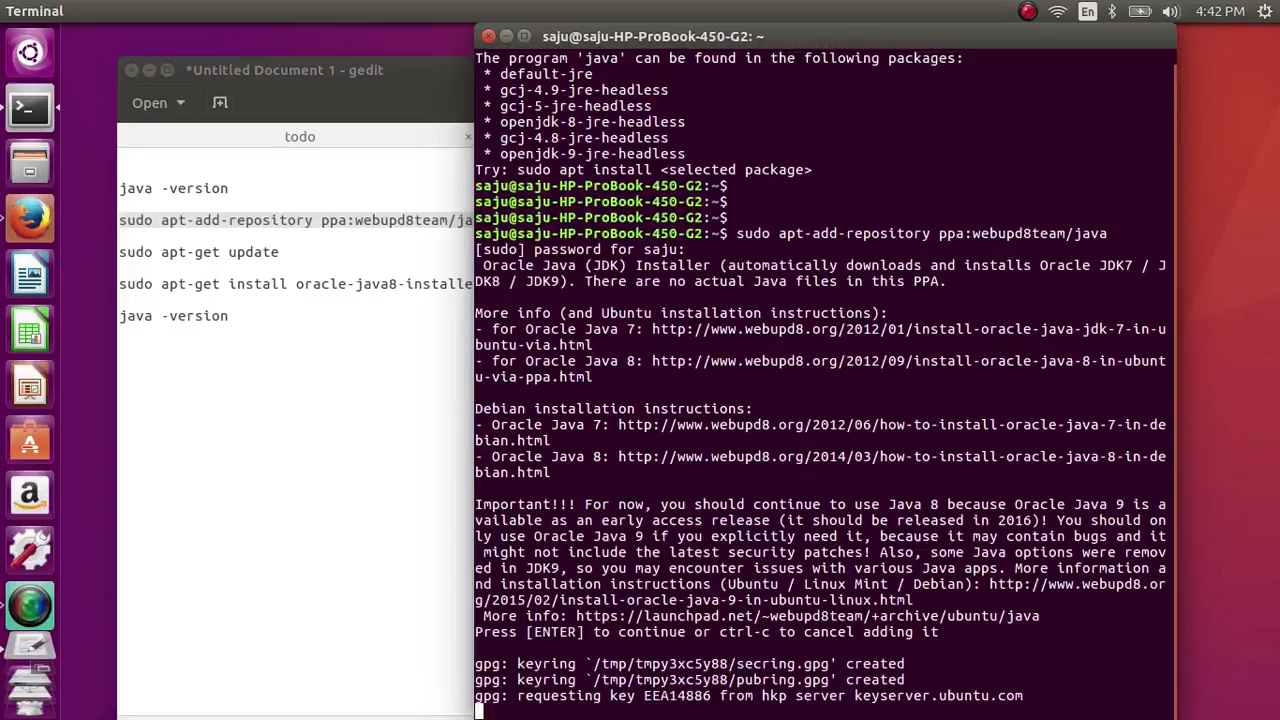 Terminal
En
4:42 PM
*Untitled Document 1 - gedit
Open
todo
java -version
sudo apt-add-repository ppa:webupd8team/ja
sudo apt-get update
sudo apt-get install oracle-java8-installe
java -version
saju@saju-HP-ProBook-450-G2: ~
The program 'java' can be found in the following packages:
* default-jre
* gcj-4.9-jre-headless
* gcj-5-jre-headless
* openjdk-8-jre-headless
* gcj-4.8-jre-headless
* openjdk-9-jre-headless
Try: sudo apt install <selected package>
saju@saju-HP-ProBook-450-G2:~$
saju@saju-HP-ProBook-450-G2:~$
saju@saju-HP-ProBook-450-G2:~$
saju@saju-HP-ProBook-450-G2:~$ sudo apt-add-repository ppa:webupd8team/java
[sudo] password for saju:
Oracle Java (JDK) Installer (automatically downloads and installs Oracle JDK7 / J
DK8 / JDK9). There are no actual Java files in this PPA.
More info (and Ubuntu installation instructions):
- for Oracle Java 7: http://www.webupd8.org/2012/01/install-oracle-java-jdk-7-in-u
buntu-via.html
- for Oracle Java 8: http://www.webupd8.org/2012/09/install-oracle-java-8-in-ubunt
u-via-ppa.html
Debian installation instructions:
- Oracle Java 7: http://www.webupd8.org/2012/06/how-to-install-oracle-java-7-in-de
bian.html
- Oracle Java 8: http://www.webupd8.org/2014/03/how-to-install-oracle-java-8-in-de
bian.html
Important!!! For now, you should continue to use Java 8 because Oracle Java 9 is a
vailable as an early access release (it should be released in 2016)! You should on
ly use Oracle Java 9 if you explicitly need it, because it may contain bugs and it
might not include the latest security patches! Also, some Java options were remov
ed in JDK9, so you may encounter issues with various Java apps. More information a
nd installation instructions (Ubuntu / Linux Mint / Debian): http://www.webupd8.or
g/2015/02/install-oracle-java-9-in-ubuntu-linux.html
More info: https://launchpad.net/~webupd8team/+archive/ubuntu/java
Press [ENTER] to continue or ctrl-c to cancel adding it
gpg: keyring `/tmp/tmpy3xc5y88/secring.gpg' created
gpg: keyring `/tmp/tmpy3xc5y88/pubring.gpg' created
gpg: requesting key EEA14886 from hkp server keyserver.ubuntu.com